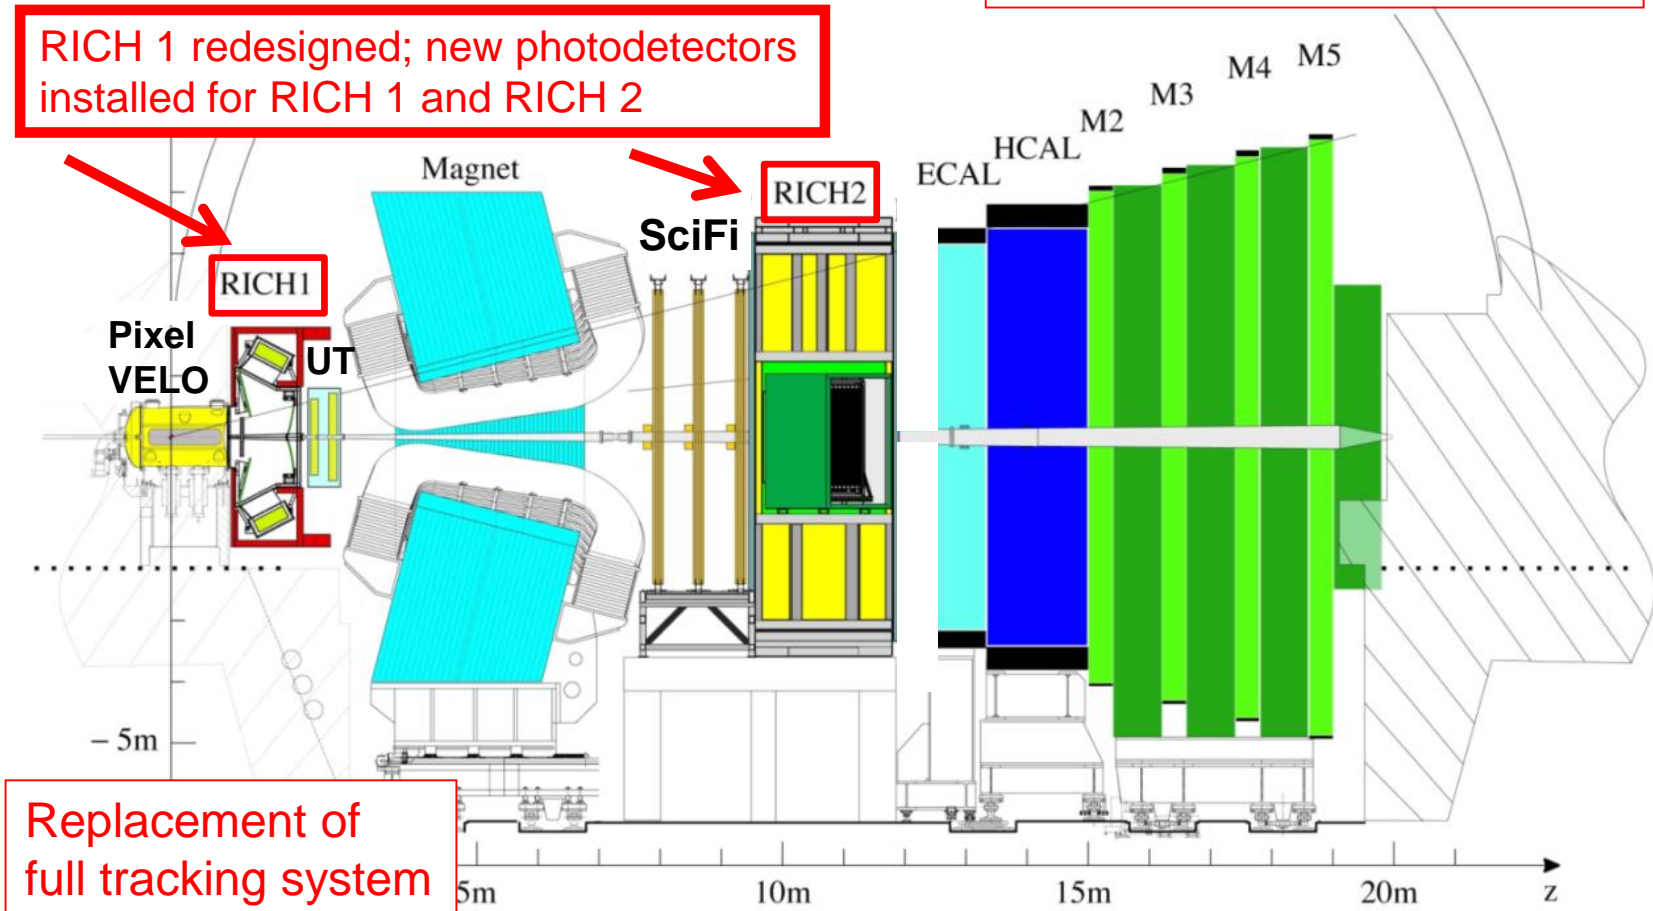 RICH 1 redesigned; new photodetectors
installed for RICH 1 and RICH 2
M5
M4
M3
M2
HCAL
ECAL
Magnet
RICH2
SciFi
RICH1
Pixel
VELO
UT
– 5m
Replacement of
full tracking system
5m
10m
15m
20m
z